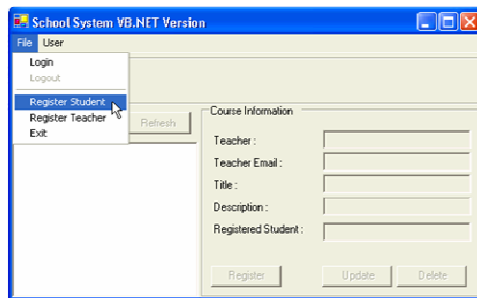 School System VB.NET Version
File User
Login
Logout
Register Student
Register Teacher
Exit
Refresh
Course Information
Teacher :
Teacher Email :
Title :
Description :
Registered Student :
Register Update Delete